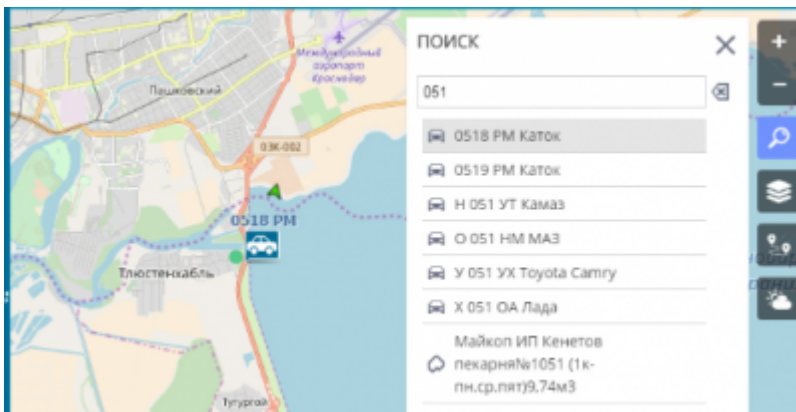 Международный
аэропорт
Краснодар
Пашковский
03К-002
0518 РМ
Тлюстенхабль
Тугургой
ПОИСК
051
0518 РМ Каток
0519 РМ Каток
Н 051 УТ Камаз
О 051 НМ МАЗ
У 051 УХ Toyota Camry
Х 051 ОА Лада
Майкоп ИП Кенетов
пекарня№1051 (1к-
пн.ср.пят)9,74м3